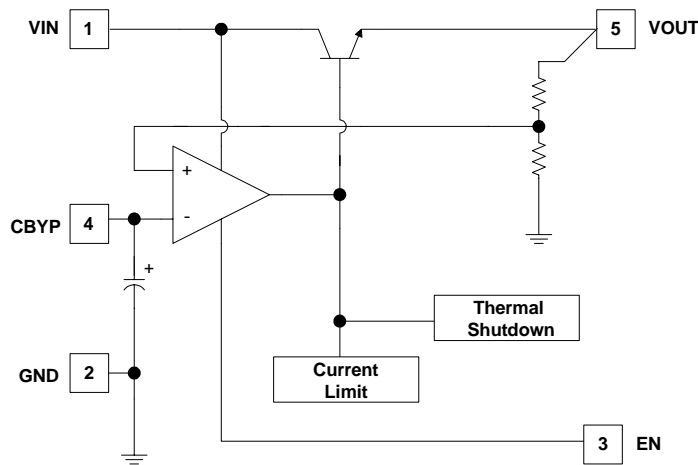 VIN 1
5 VOUT
+
CBYP 4
-
+
Thermal
Shutdown
GND 2
Current
Limit
3 EN